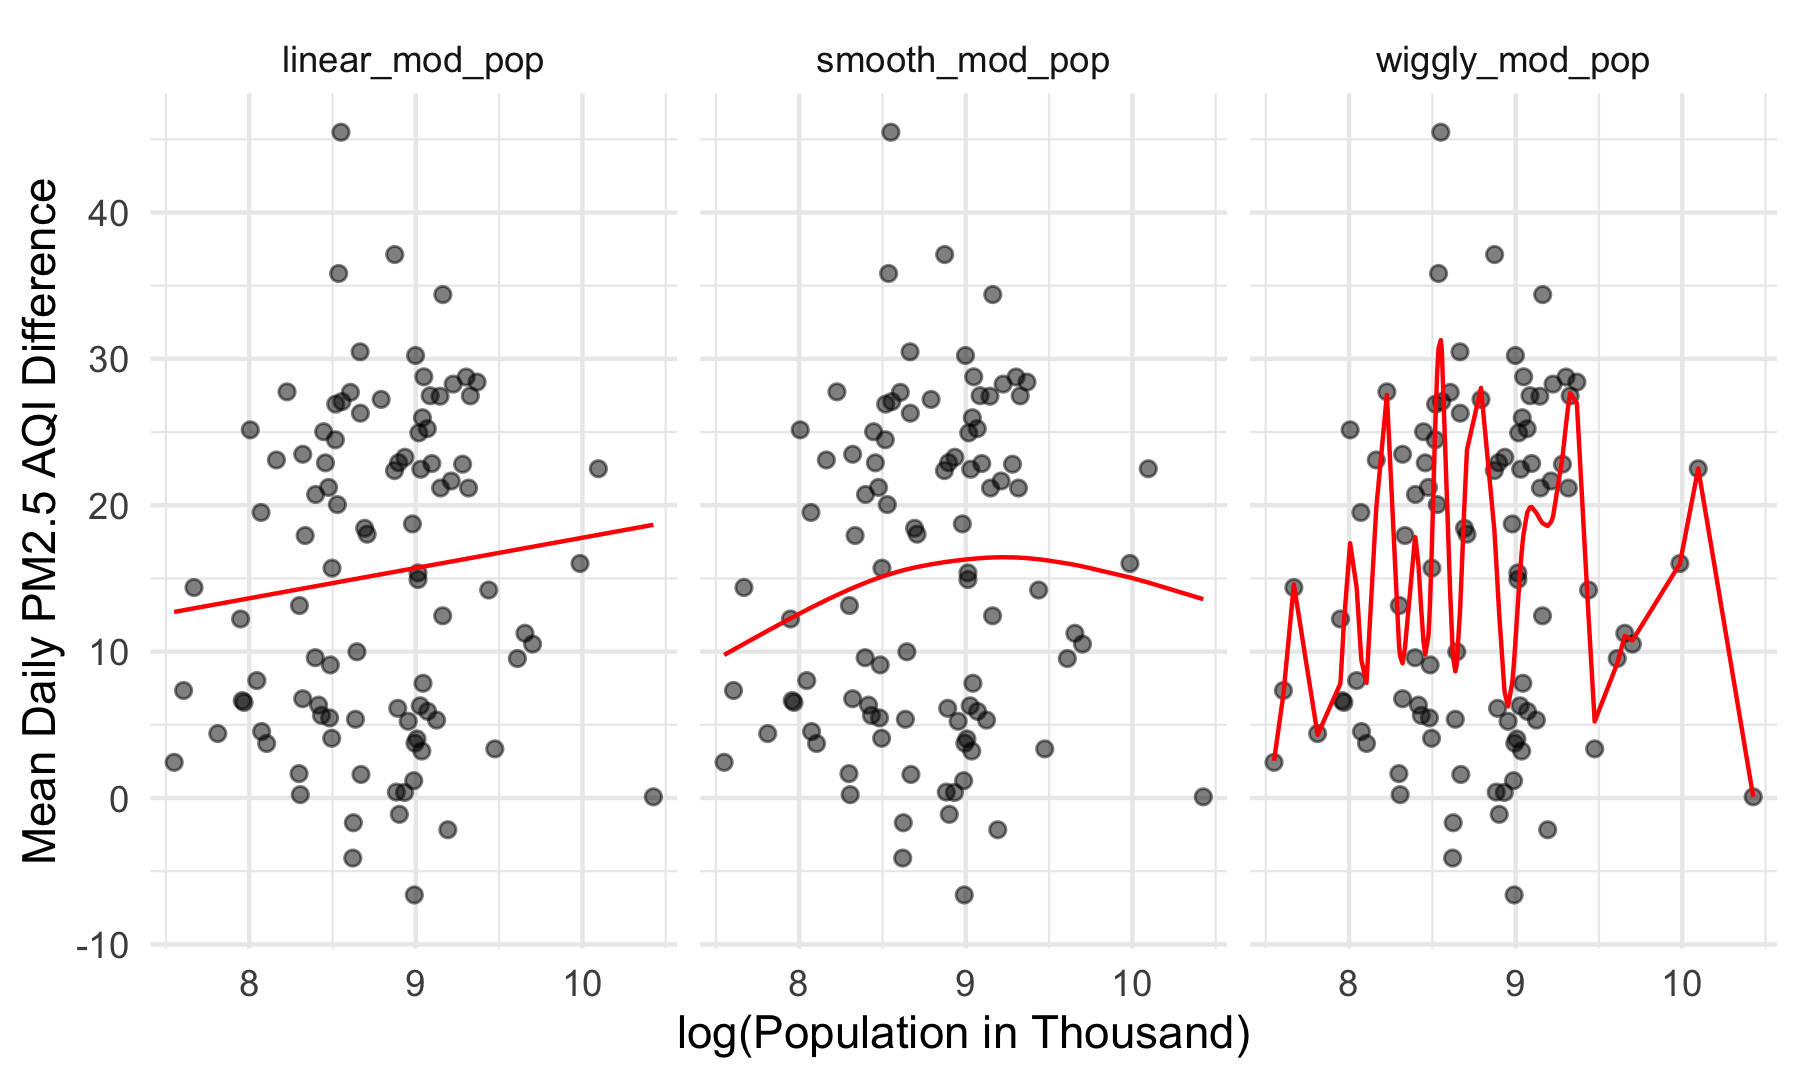 linear_mod_pop
smooth_mod_pop
wiggly_mod_pop
Mean Daily PM2.5 AQI Difference
40
30
20
10
0
-10
8 9 10
8 9 10
8 9 10
log(Population in Thousand)